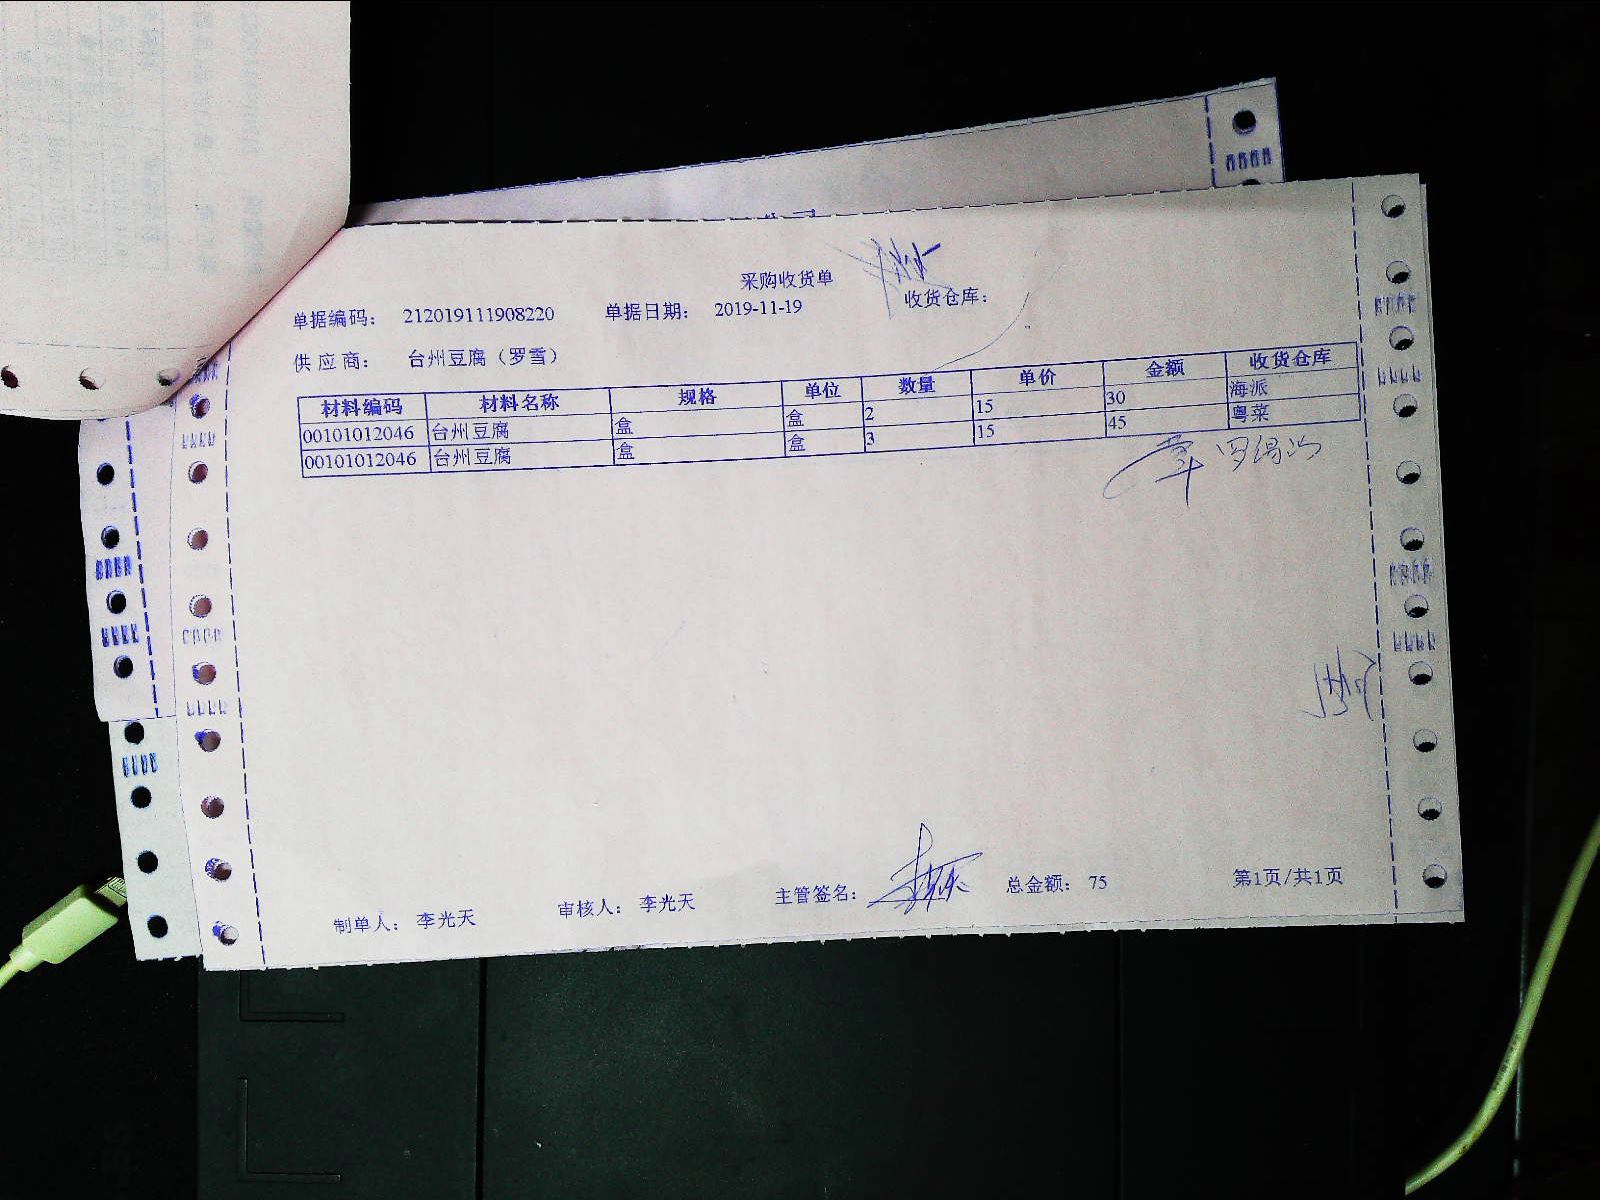 采购收货单
单据编码： 212019111908220 单据日期： 2019-11-19 收货仓库：
供应商： 台州豆腐（罗雪）
材料编码 材料名称 规格 单位 数量 单价 金额 收货仓库
00101012046 台州豆腐 盒 盒 2 15 30 海派
00101012046 台州豆腐 盒 盒 3 15 45 粤菜
制单人： 李光天 审核人： 李光天 主管签名： 总金额： 75 第1页/共1页